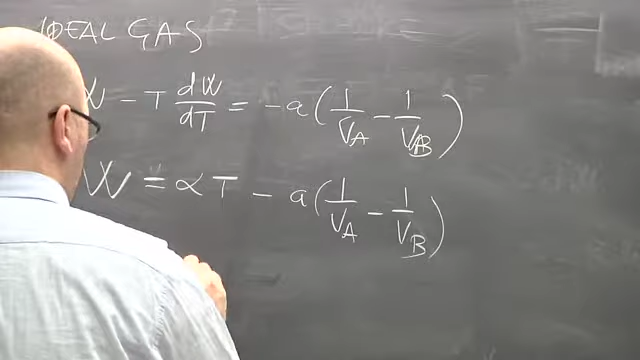 IDEAL GAS
W - T dW/dT = -a(1/V_A - 1/V_B)
W = αT - a(1/V_A - 1/V_B)